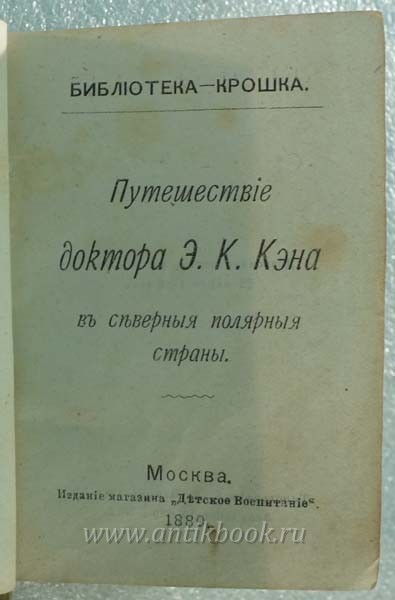 БИБЛІОТЕКА—КРОШКА.
Путешествіе
доктора Э. К. Кэна
въ сѣверныя полярныя
страны.
Москва.
Изданіе магазина „Дѣтское Воспитаніе“.
1889.
www.antikbook.ru